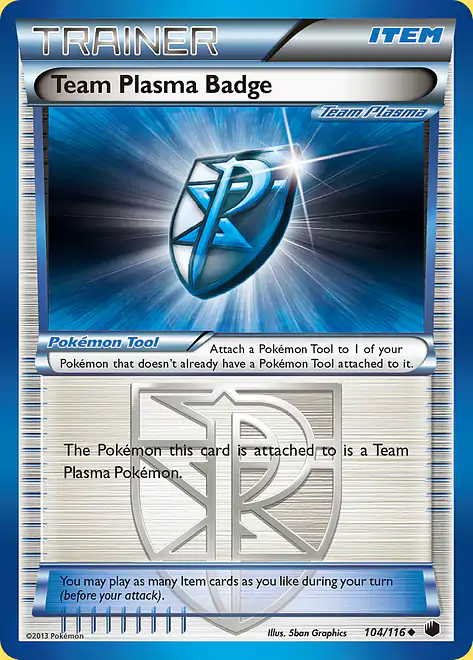 TRAINER
ITEM
Team Plasma Badge
Team Plasma
Pokémon Tool
Attach a Pokémon Tool to 1 of your
Pokémon that doesn't already have a Pokémon Tool attached to it.
The Pokémon this card is attached to is a Team
Plasma Pokémon.
You may play as many Item cards as you like during your turn
(before your attack).
©2013 Pokémon
Illus. 5ban Graphics
104/116